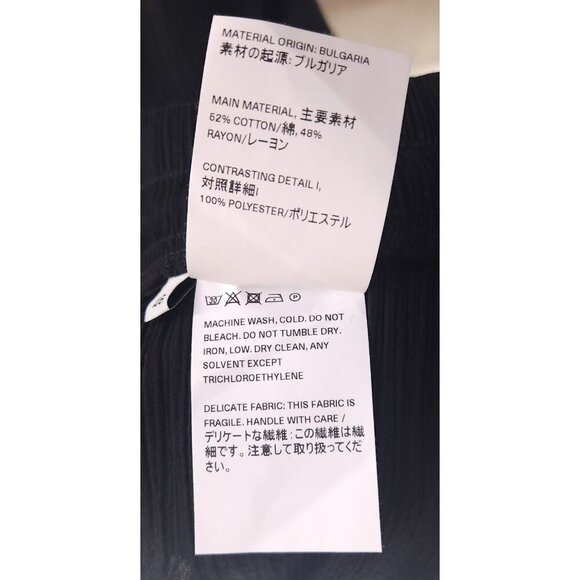 MATERIAL ORIGIN: BULGARIA
素材の起源: ブルガリア
MAIN MATERIAL, 主要素材
52% COTTON/綿, 48%
RAYON/レーヨン
CONTRASTING DETAIL I,
対照詳細I
100% POLYESTER/ポリエステル
MACHINE WASH, COLD. DO NOT
BLEACH. DO NOT TUMBLE DRY.
IRON, LOW. DRY CLEAN, ANY
SOLVENT EXCEPT
TRICHLOROETHYLENE
DELICATE FABRIC: THIS FABRIC IS
FRAGILE. HANDLE WITH CARE /
デリケートな繊維: この繊維は繊
細です。注意して取り扱ってくだ
さい。